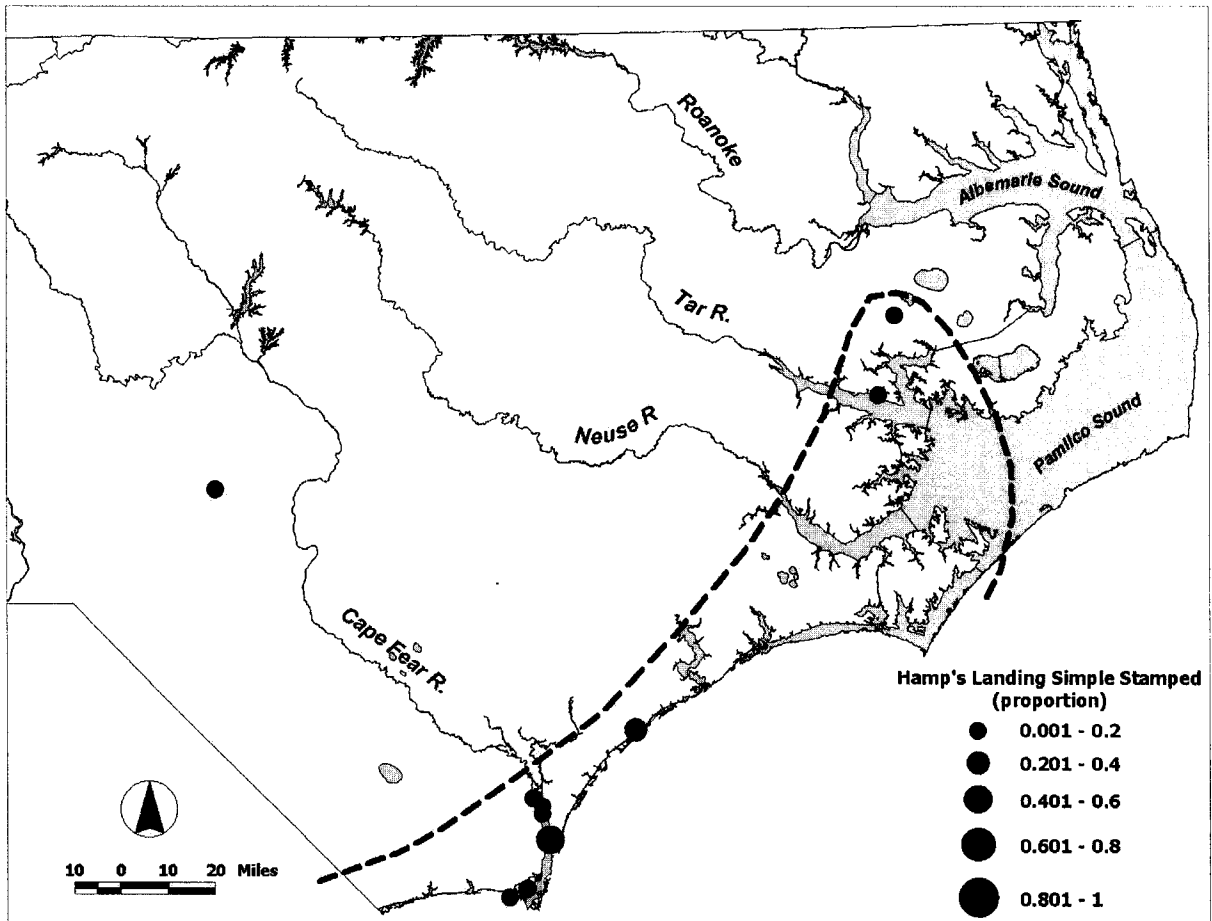 Roanoke
Albemarle Sound
Tar R.
Neuse R
Pamlico Sound
Cape Fear R.
Hamp's Landing Simple Stamped
(proportion)
0.001 - 0.2
0.201 - 0.4
0.401 - 0.6
0.601 - 0.8
0.801 - 1
10 0 10 20 Miles